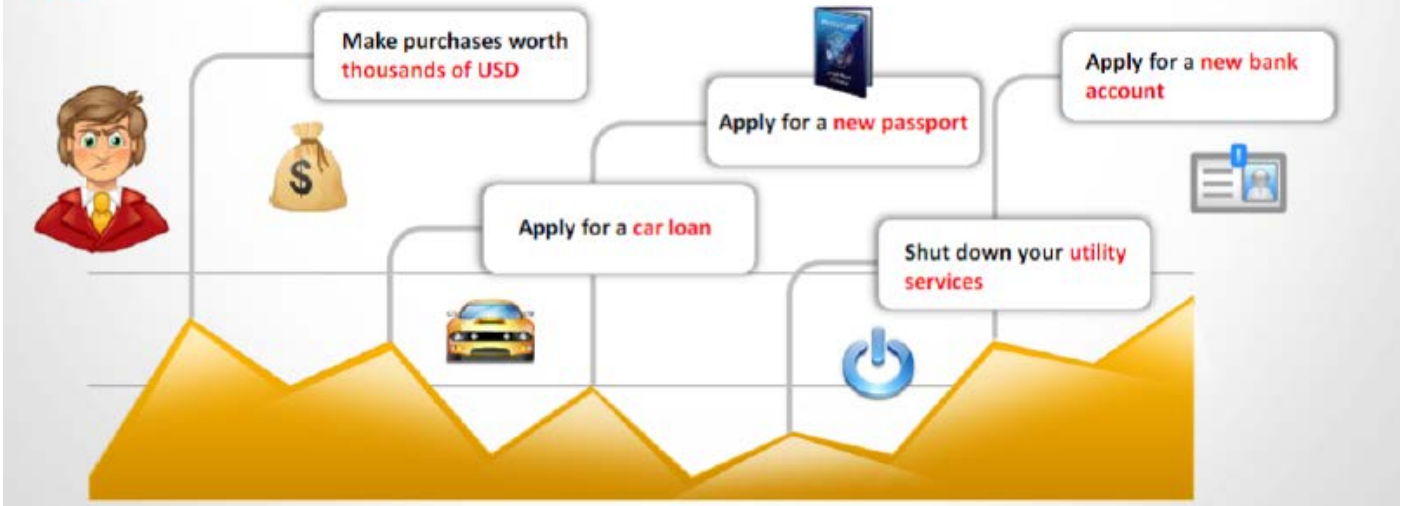 Make purchases worth
thousands of USD
Apply for a car loan
Apply for a new passport
Shut down your utility
services
Apply for a new bank
account
$